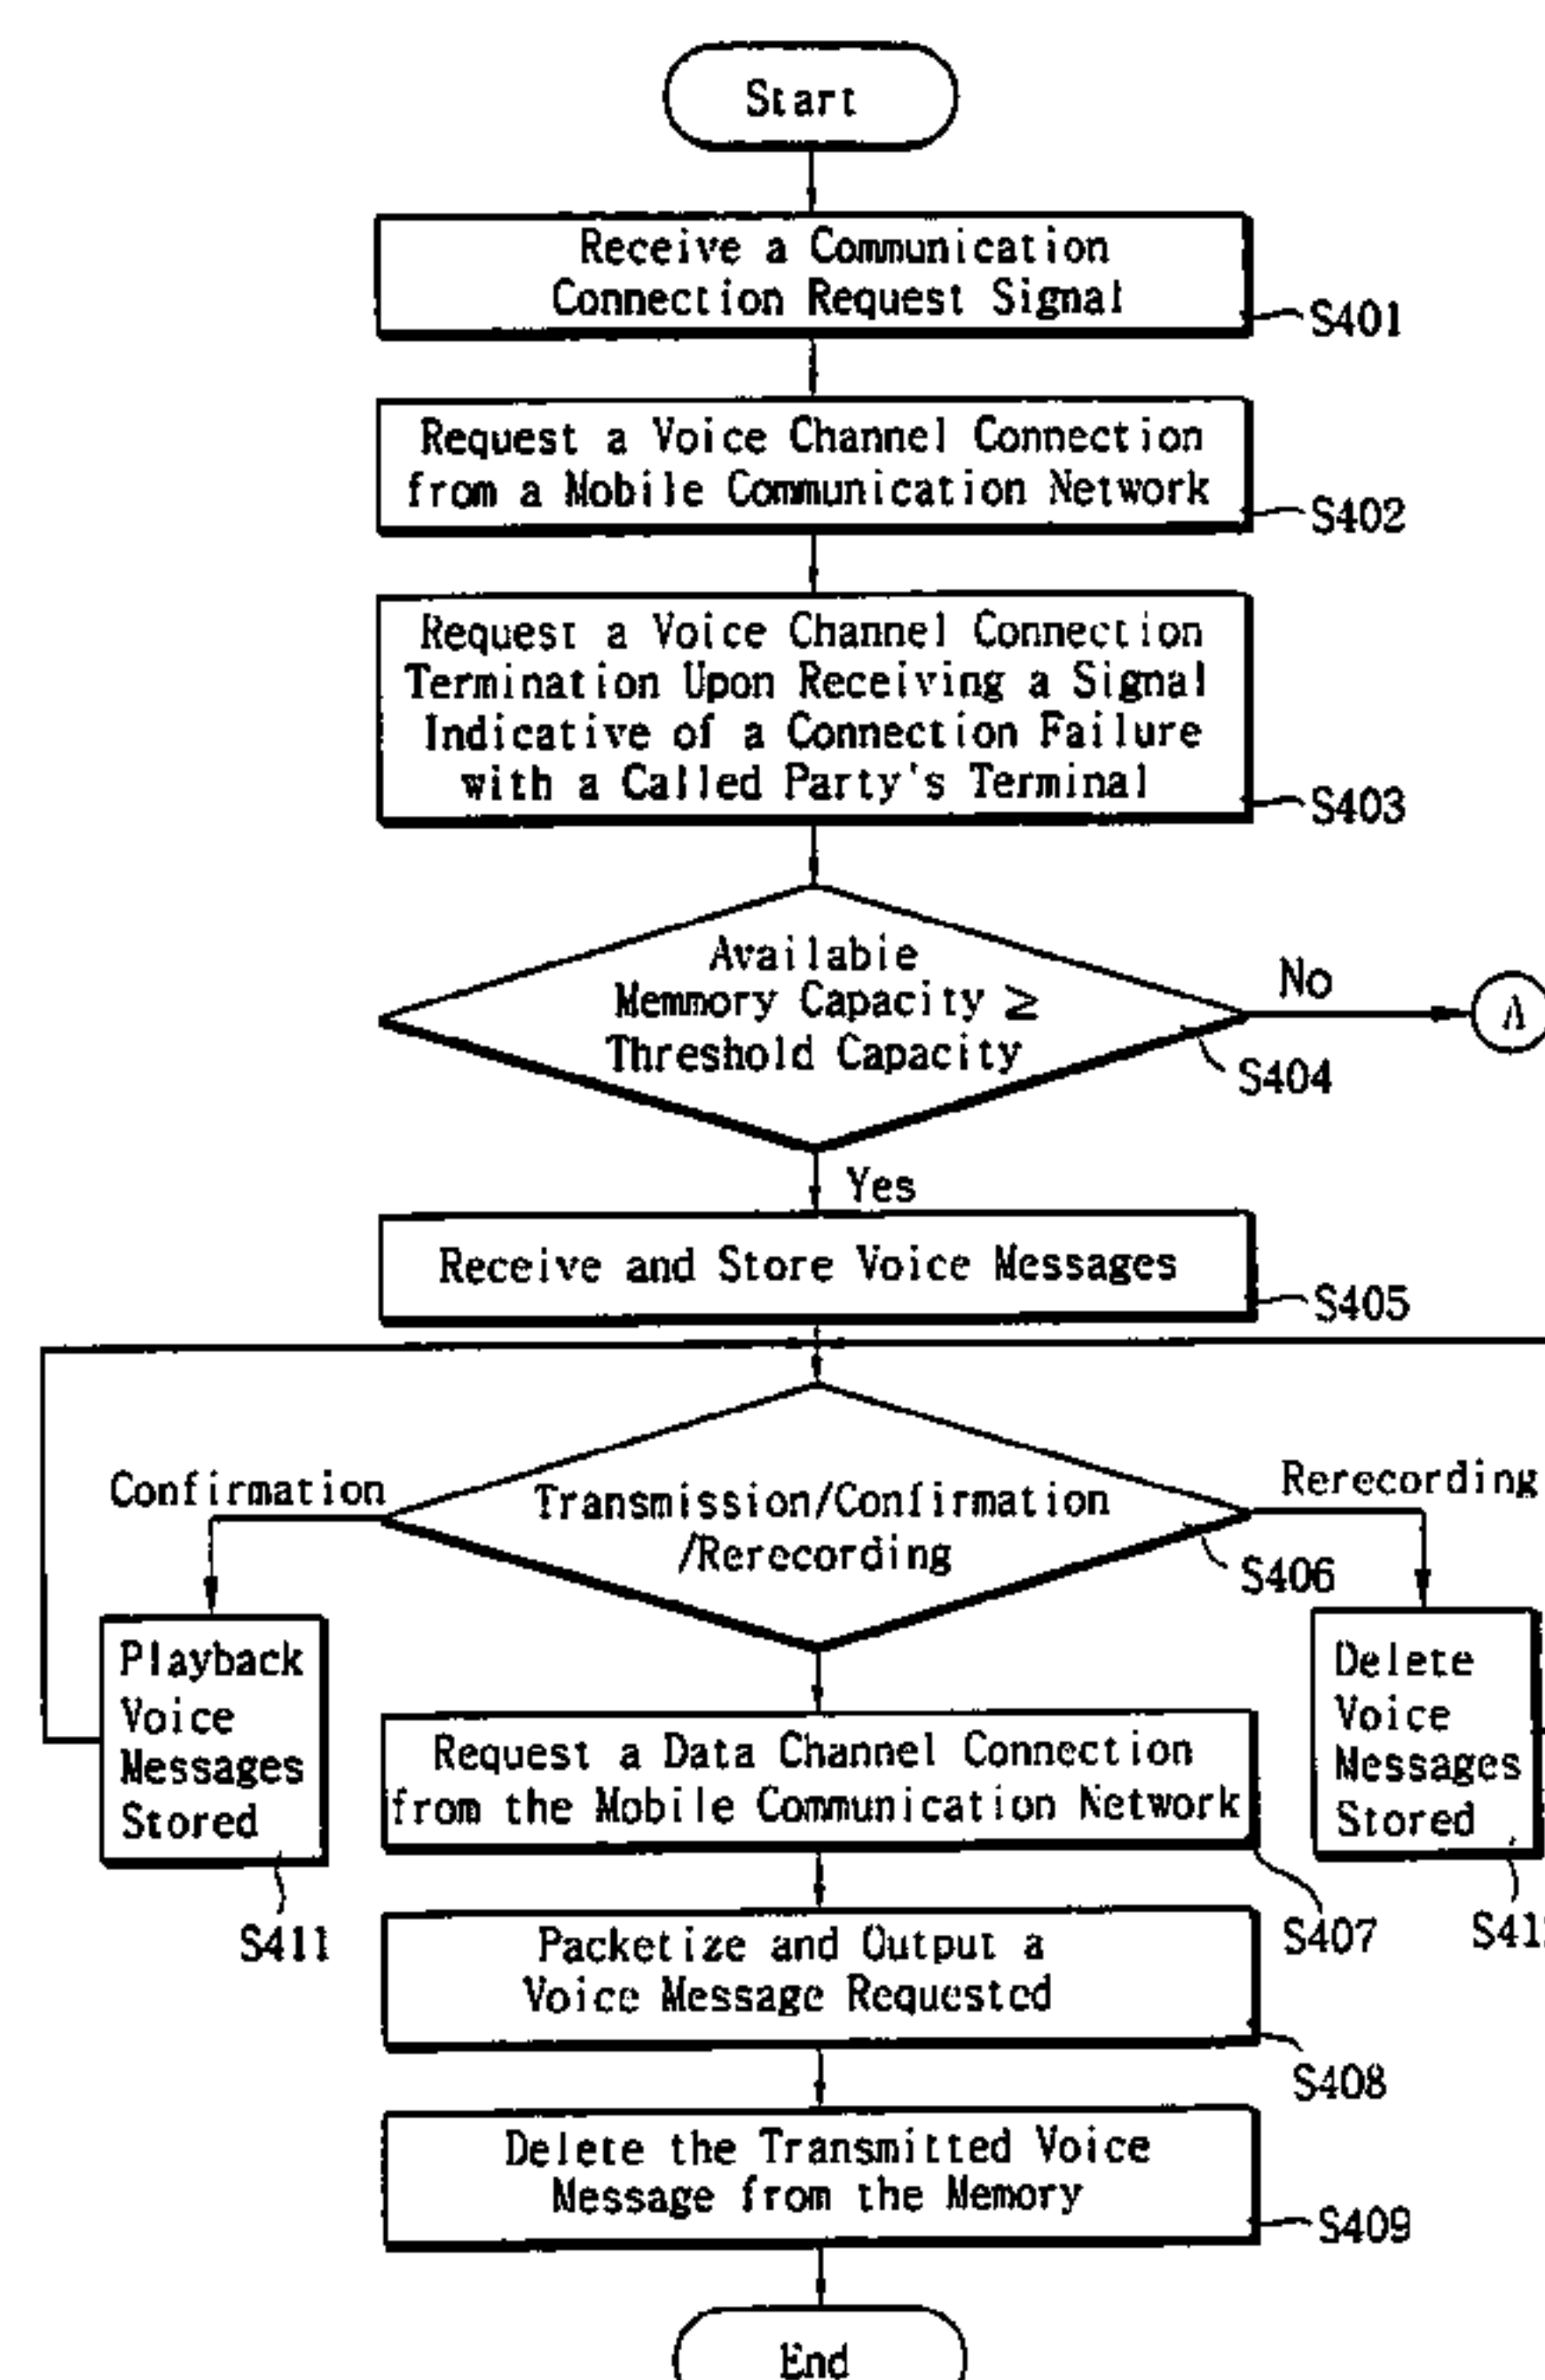 Start
Receive a Communication
Connection Request Signal
S401
Request a Voice Channel Connection
from a Mobile Communication Network
S402
Request a Voice Channel Connection
Termination Upon Receiving a Signal
Indicative of a Connection Failure
with a Called Party's Terminal
S403
Available
Memmory Capacity ≥
Threshold Capacity
No
A
S404
Yes
Receive and Store Voice Messages
S405
Confirmation
Transmission/Confirmation
/Rerecording
Rerecording
S406
Playback
Voice
Messages
Stored
S411
Delete
Voice
Messages
Stored
Request a Data Channel Connection
from the Mobile Communication Network
S407
Packetize and Output a
Voice Message Requested
S408
Delete the Transmitted Voice
Message from the Memory
S409
End